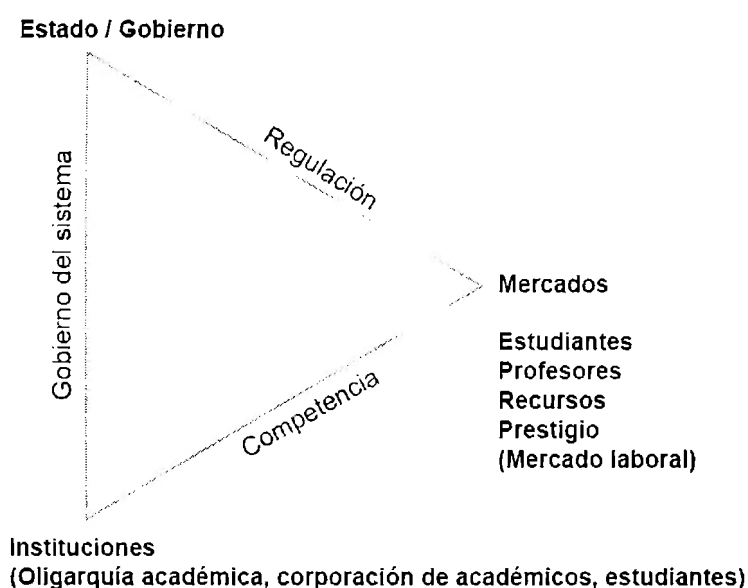 Estado / Gobierno
Regulación
Gobierno del sistema
Mercados
Estudiantes
Profesores
Recursos
Prestigio
(Mercado laboral)
Competencia
Instituciones
(Oligarquía académica, corporación de académicos, estudiantes)